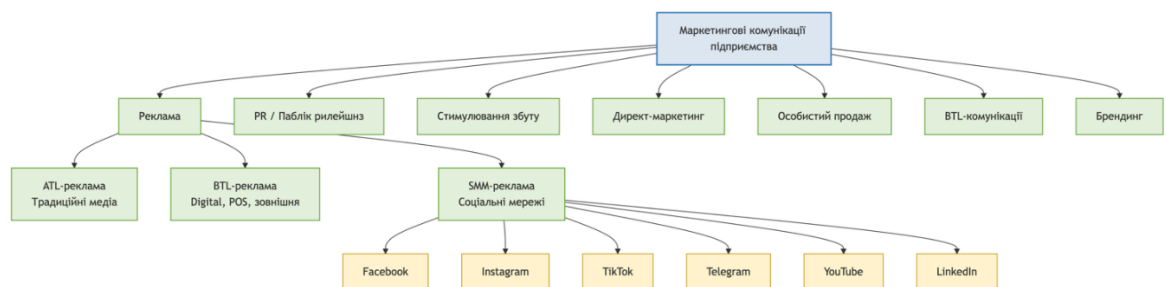 Маркетингові комунікації
підприємства
Реклама
PR / Паблік рилейшнз
Стимулювання збуту
Директ-маркетинг
Особистий продаж
BTL-комунікації
Брендинг
ATL-реклама
Традиційні медіа
BTL-реклама
Digital, POS, зовнішня
SMM-реклама
Соціальні мережі
Facebook
Instagram
TikTok
Telegram
YouTube
LinkedIn